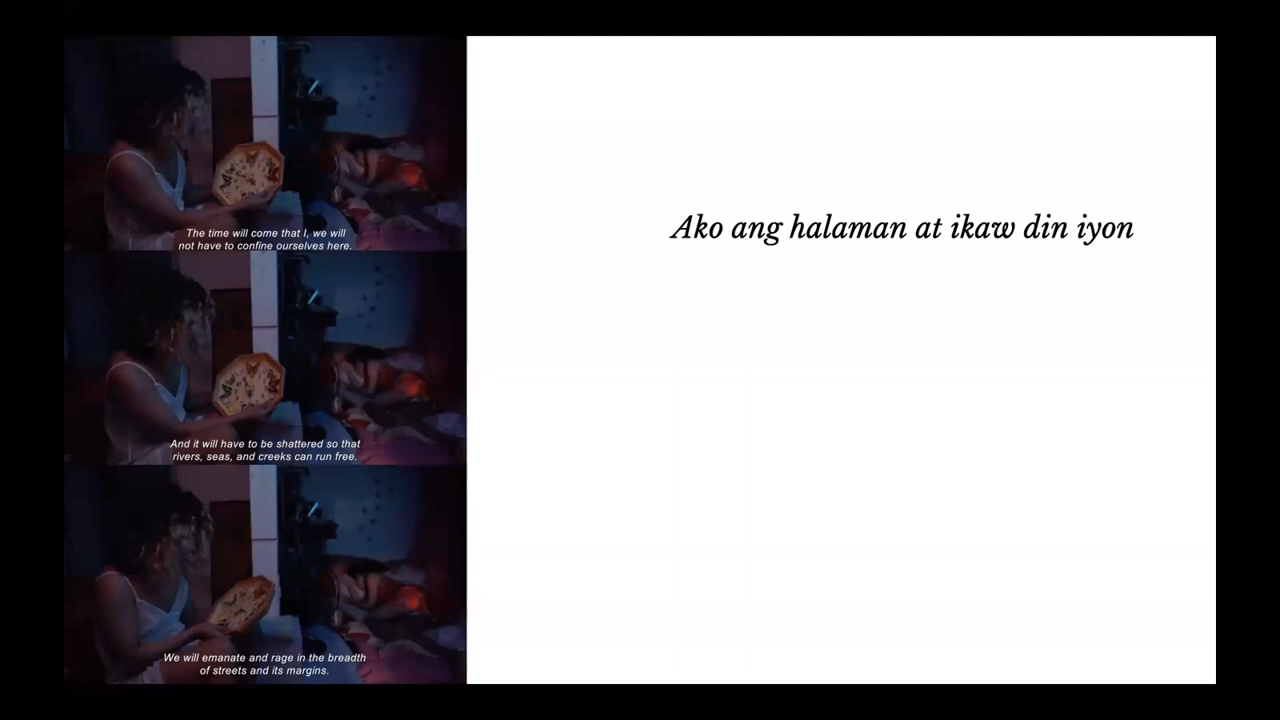 The time will come that I, we will
not have to confine ourselves here.
And it will have to be shattered so that
rivers, seas, and creeks can run free.
We will emanate and rage in the breadth
of streets and its margins.
Ako ang halaman at ikaw din iyon